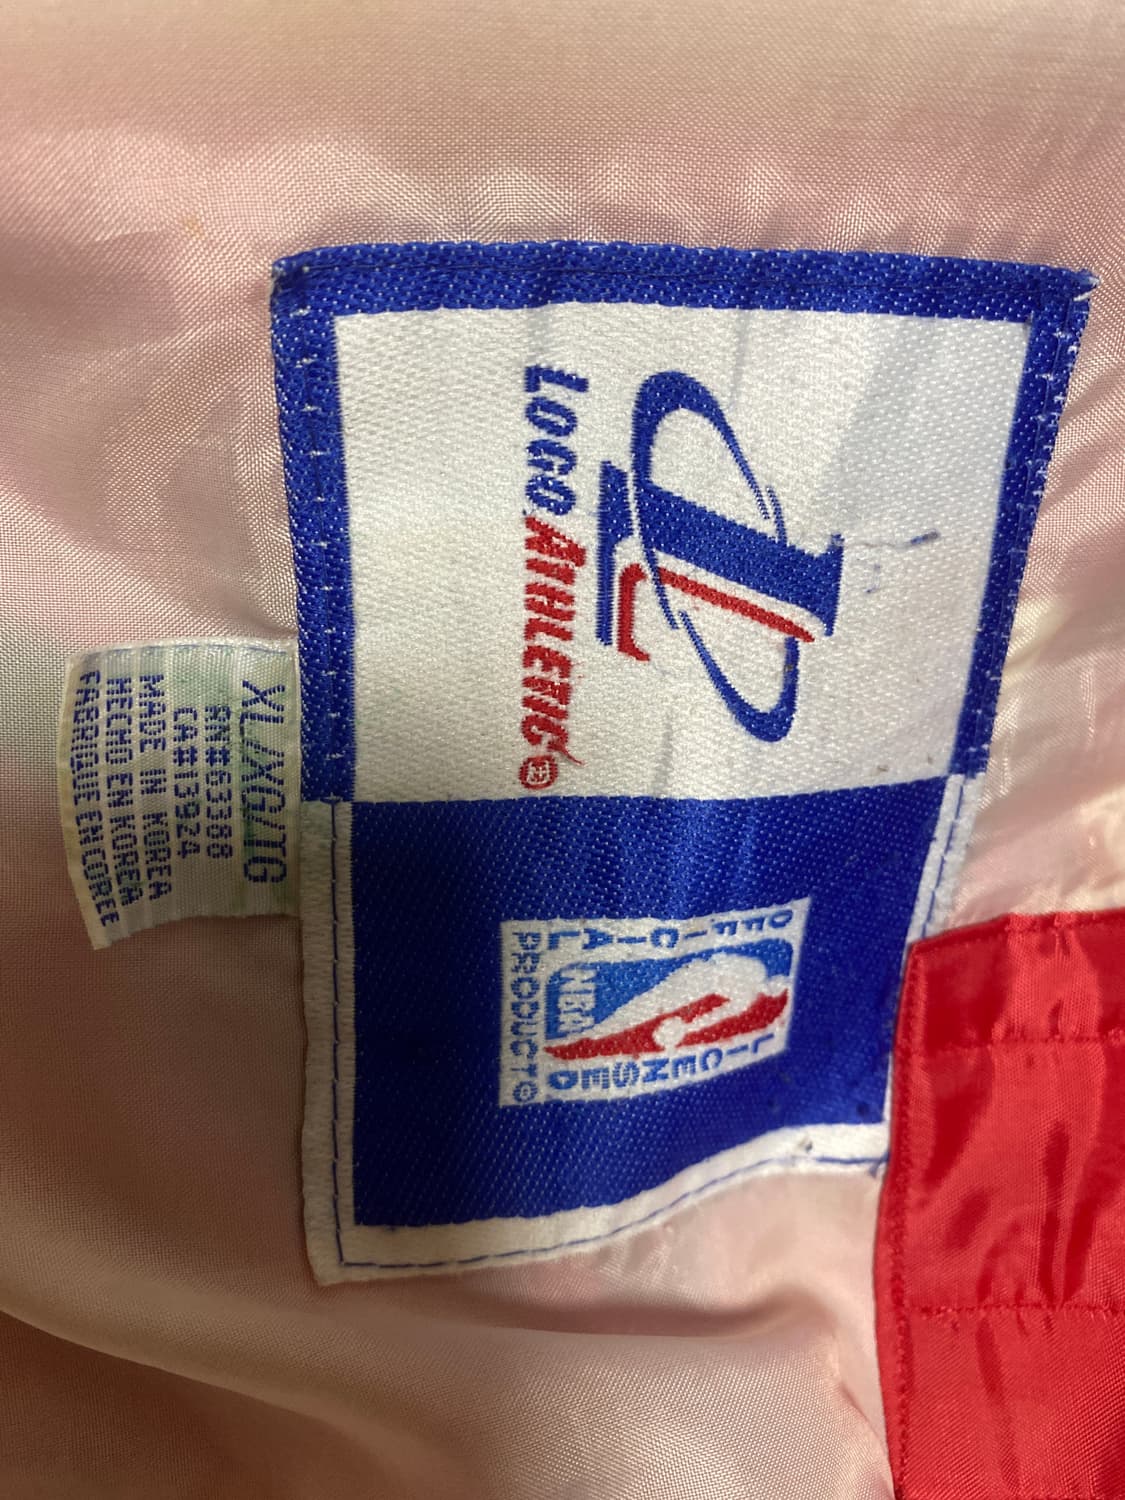 LOGO ATHLETIC®
OFFICIAL LICENSED
NBA
PRODUCT©
XL/XG/TG
RN#63388
CA#13924
MADE IN KOREA
HECHO EN KOREA
FABRIQUE EN COREE